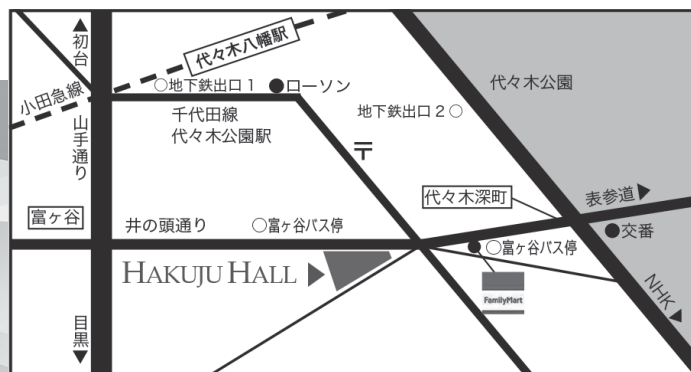 ▲初台
代々木八幡駅
小田急線
○地下鉄出口1
●ローソン
代々木公園
地下鉄出口2○
千代田線
代々木公園駅
山手通り
〒
代々木深町
表参道▶
富ヶ谷
井の頭通り
○富ヶ谷バス停
●交番
○富ヶ谷バス停
HAKUJU HALL ▶
FamilyMart
NHK▶
目黒▼